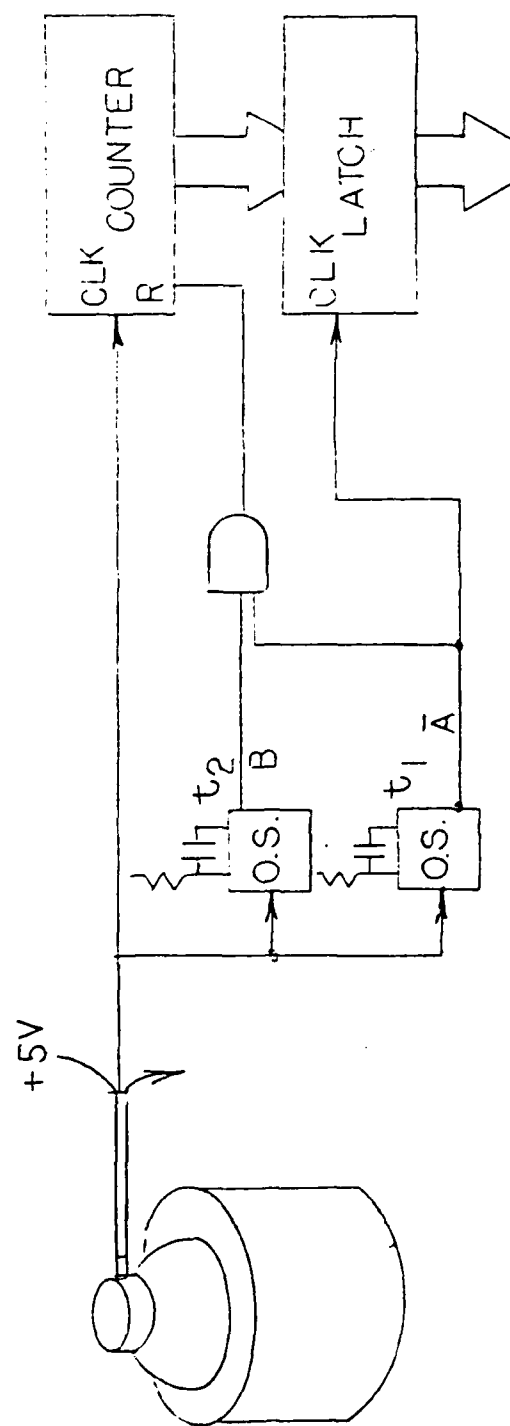 +5V
CLK
COUNTER
R
t2
B
O.S.
t1
A̅
O.S.
CLK
LATCH